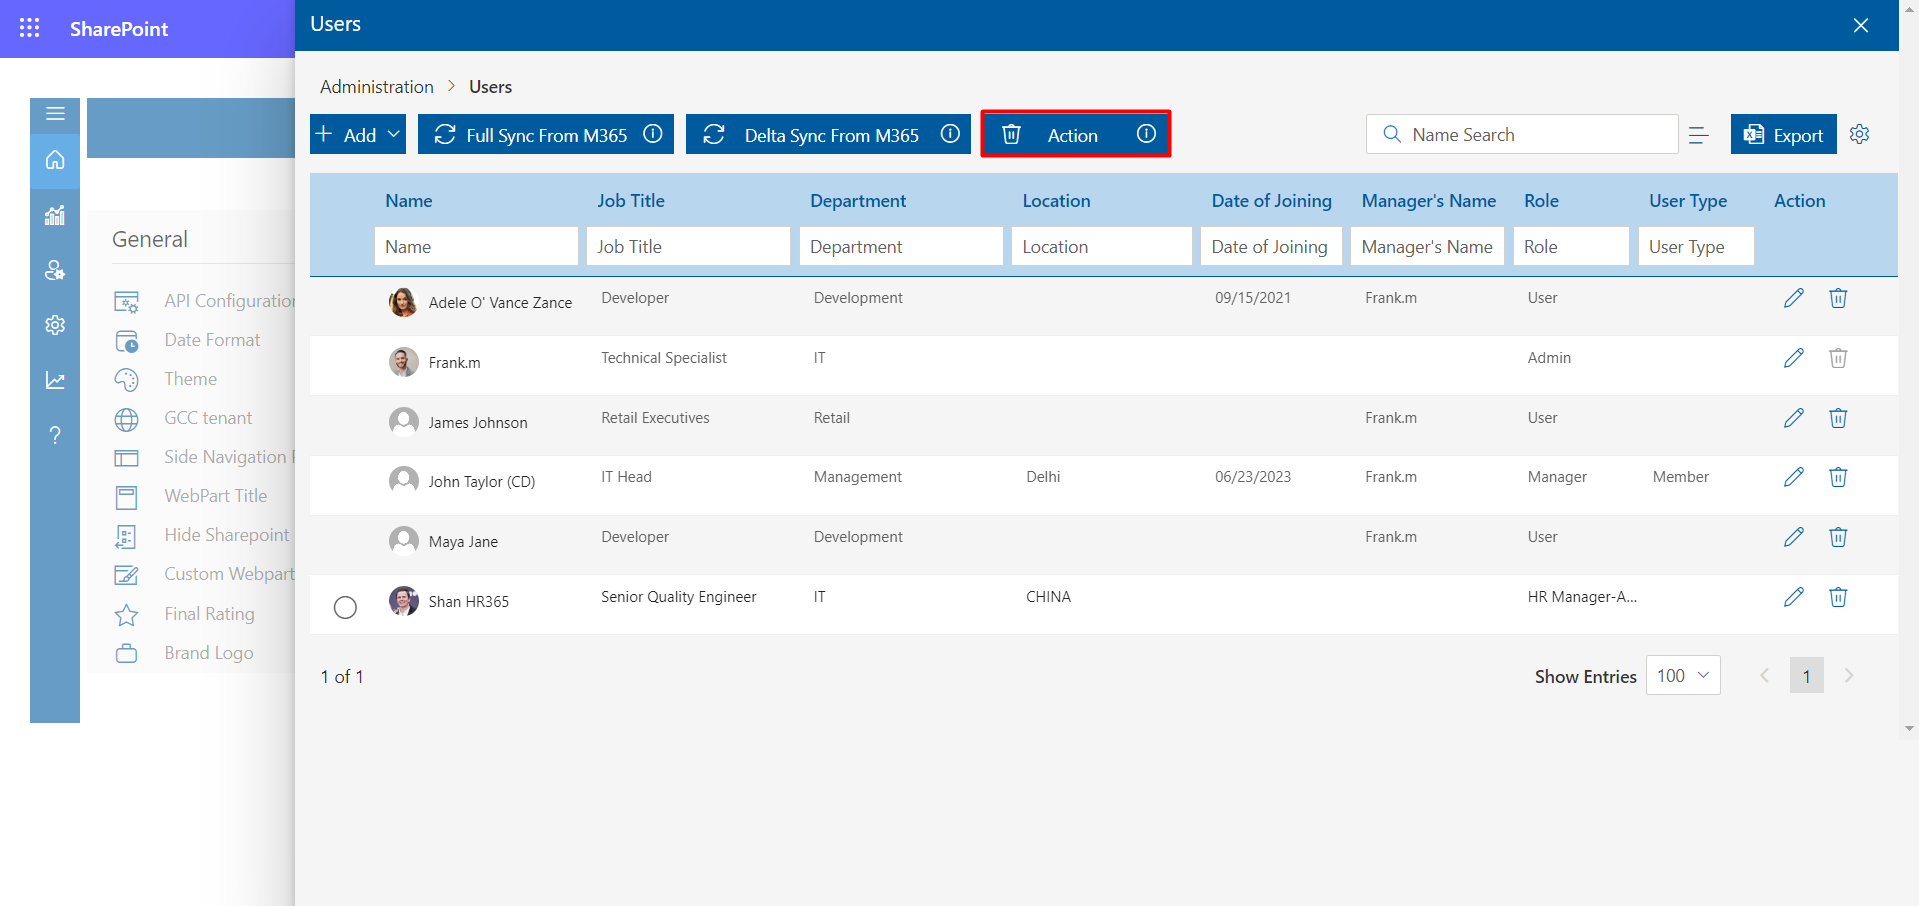 SharePoint
Users
Administration > Users
Add
Full Sync From M365
Delta Sync From M365
Action
Name Search
Export
Name Job Title Department Location Date of Joining Manager's Name Role User Type Action
Name Job Title Department Location Date of Joining Manager's Name Role User Type
Adele O' Vance Zance Developer Development 09/15/2021 Frank.m User
Frank.m Technical Specialist IT Admin
James Johnson Retail Executives Retail Frank.m User
John Taylor (CD) IT Head Management Delhi 06/23/2023 Frank.m Manager Member
Maya Jane Developer Development Frank.m User
Shan HR365 Senior Quality Engineer IT CHINA HR Manager-A...
1 of 1
Show Entries 100 1
General
API Configuration
Date Format
Theme
GCC tenant
Side Navigation
WebPart Title
Hide Sharepoint
Custom Webpart
Final Rating
Brand Logo